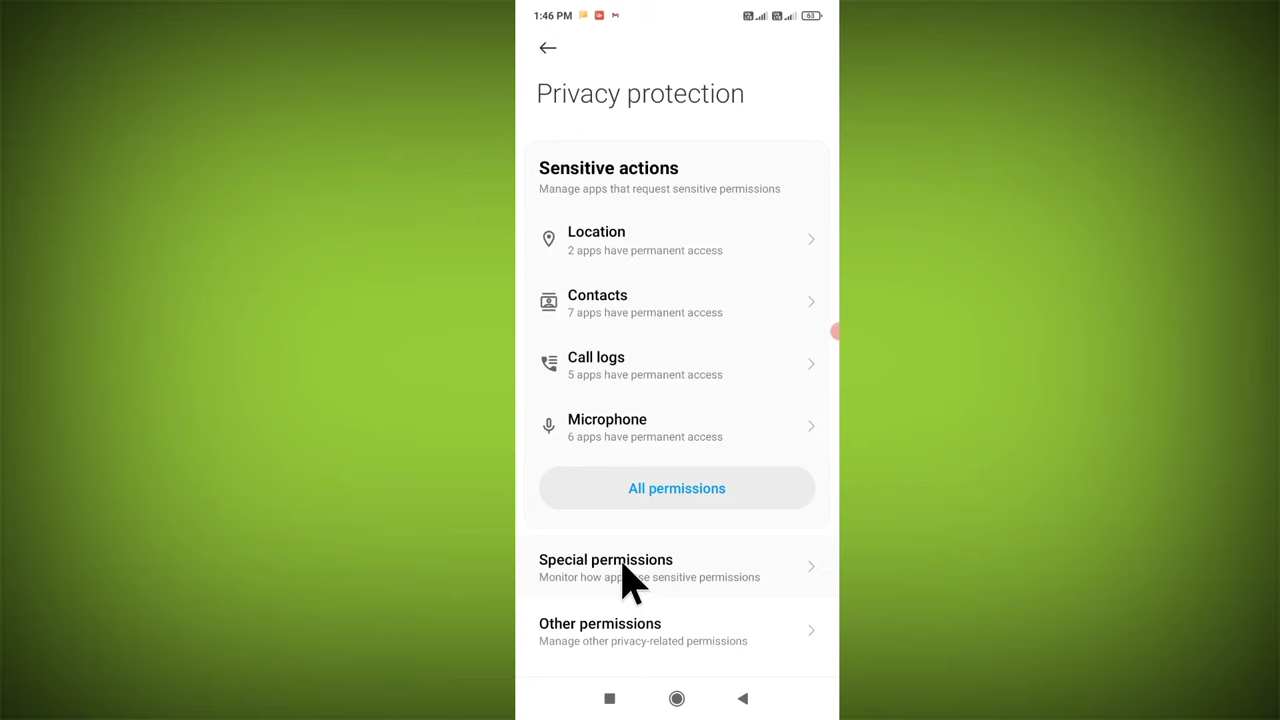 1:46 PM
63
Privacy protection
Sensitive actions
Manage apps that request sensitive permissions
Location
2 apps have permanent access
Contacts
7 apps have permanent access
Call logs
5 apps have permanent access
Microphone
6 apps have permanent access
All permissions
Special permissions
Monitor how sensitive permissions
Other permissions
Manage other privacy-related permissions